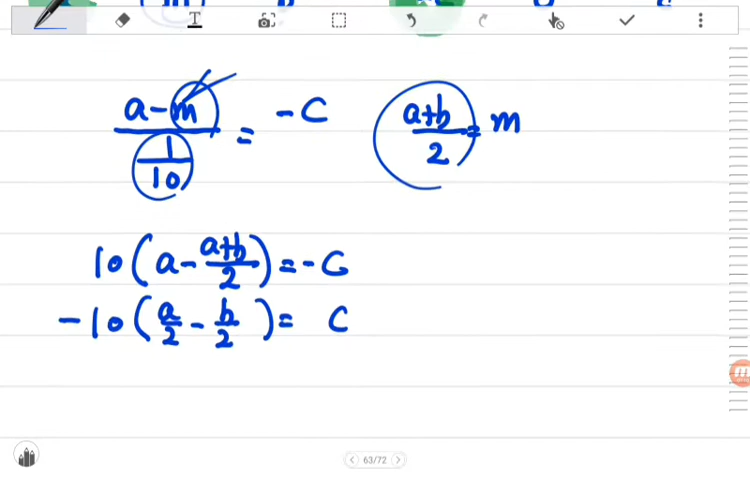 (a-m)/(1/10) = -C   (a+b)/2 = m
10(a-(a+b)/2) = -C
-10(a/2 - b/2) = C
63/72